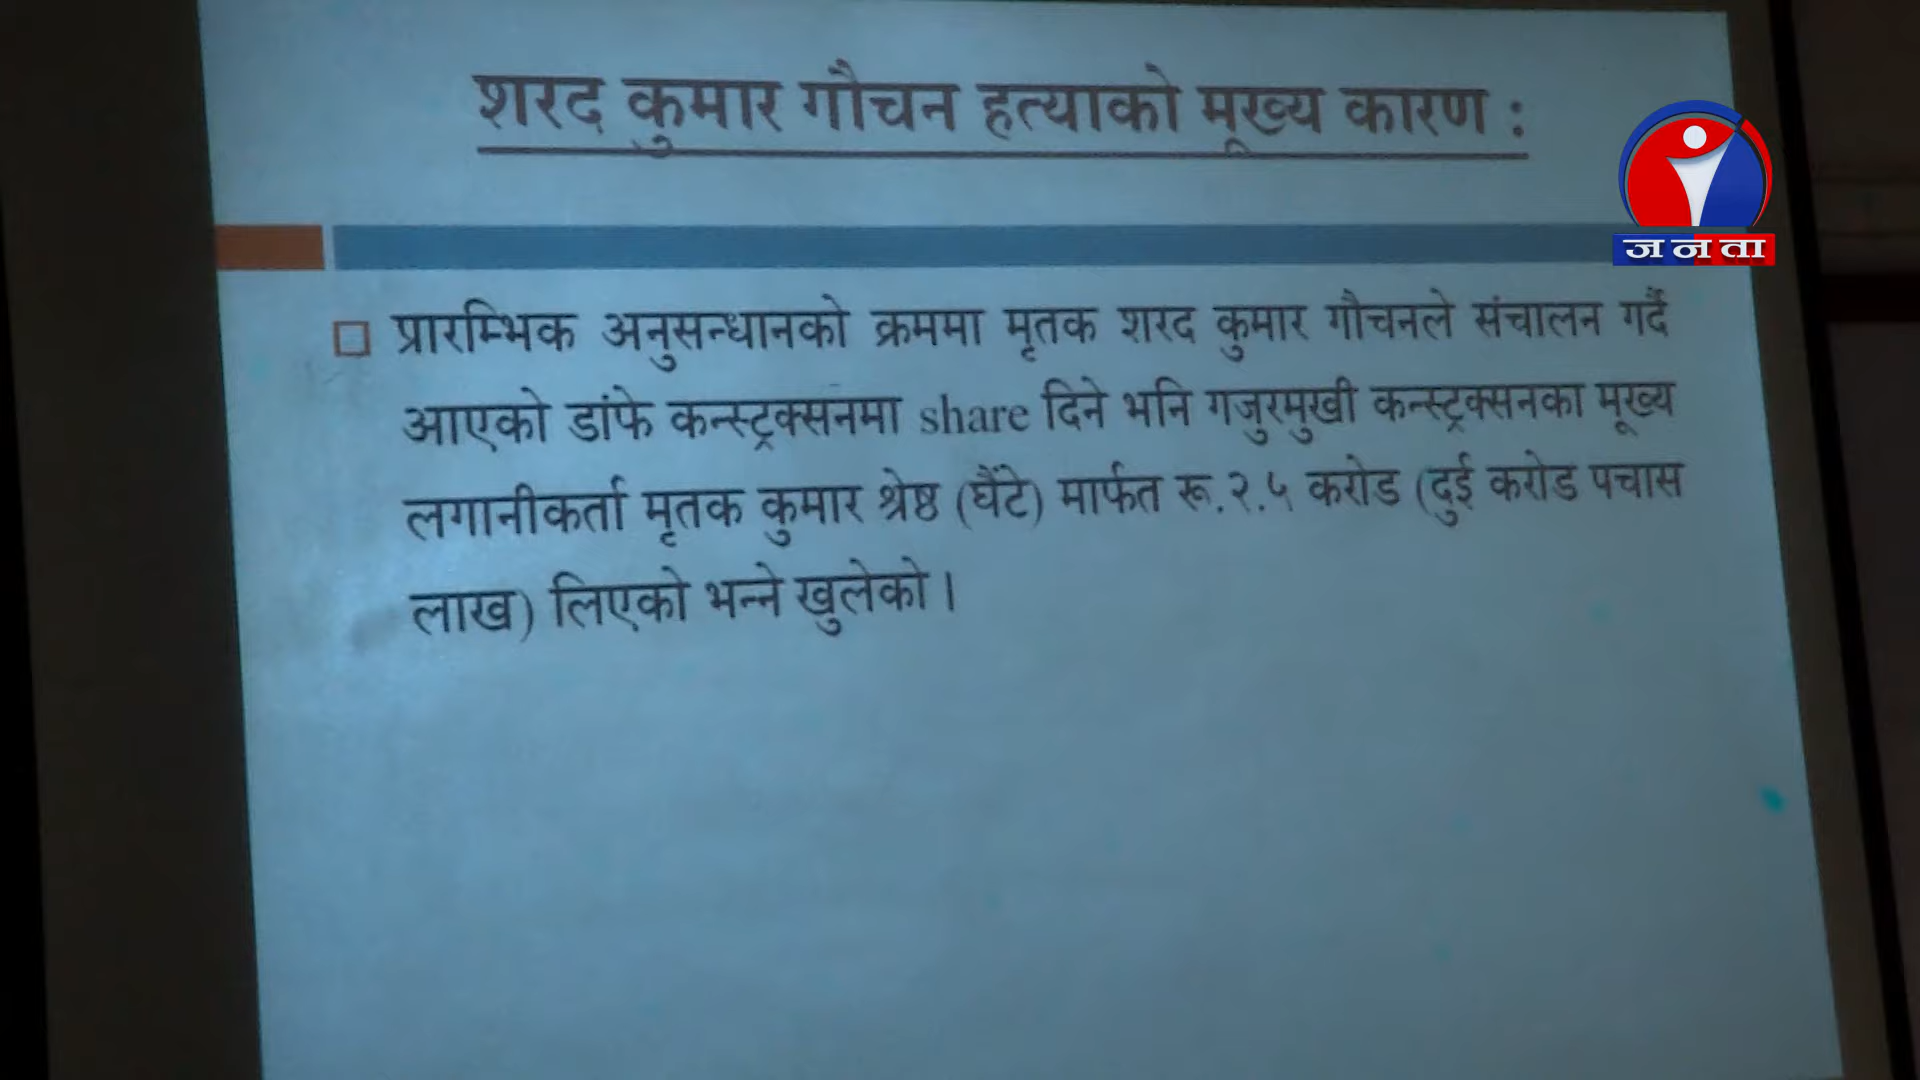 शरद कुमार गौचन हत्याको मूख्य कारण :
जनता
प्रारम्भिक अनुसन्धानको क्रममा मृतक शरद कुमार गौचनले संचालन गर्दै
आएको डांफे कन्स्ट्रक्सनमा share दिने भनि गजुरमुखी कन्स्ट्रक्सनका मूख्य
लगानीकर्ता मृतक कुमार श्रेष्ठ (घैंटे) मार्फत रू.२.५ करोड (दुई करोड पचास
लाख) लिएको भन्ने खुलेको ।